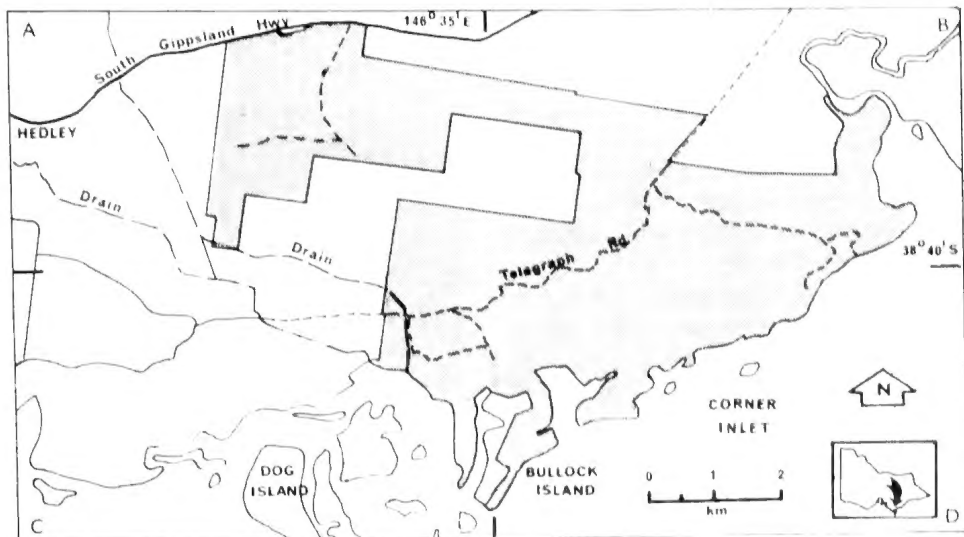 A
South Gippsland Hwy
146° 35' E
B
HEDLEY
Drain
Drain
Telegraph Rd
38° 40' S
N
CORNER
INLET
DOG
ISLAND
BULLOCK
ISLAND
0 1 2
km
C
D